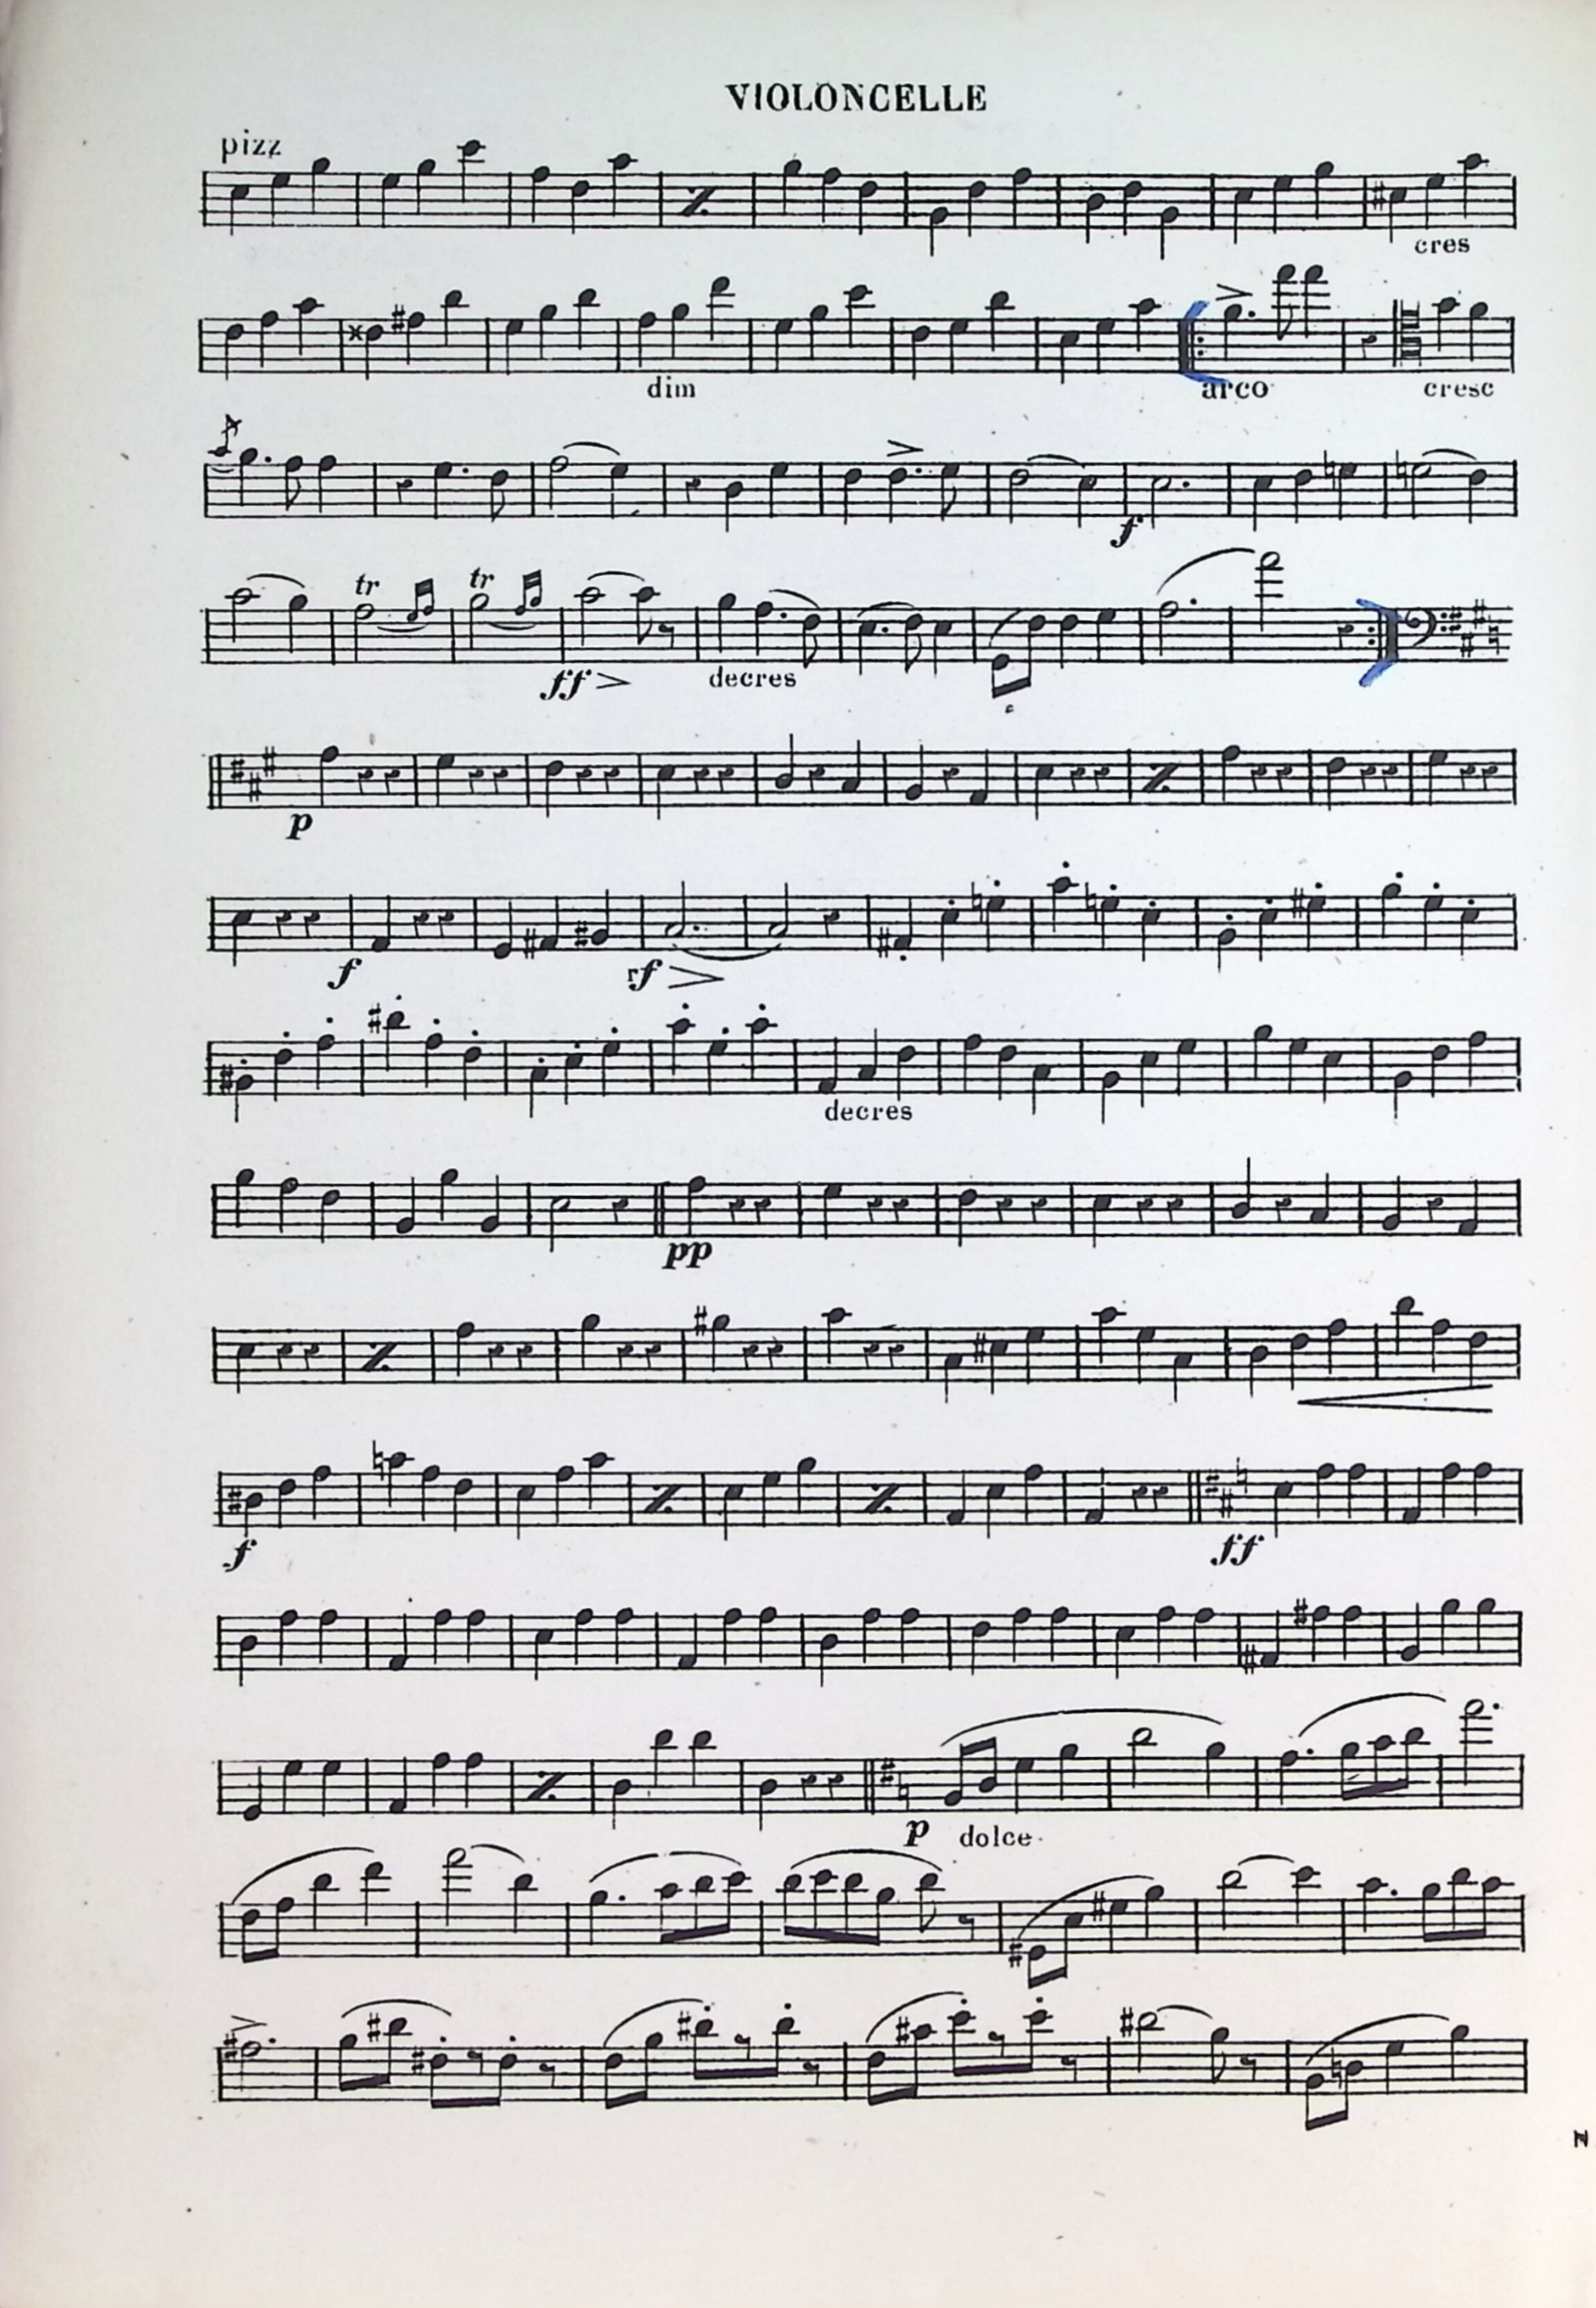 VIOLONCELLE
pizz
cres
dim
arco
cresc
f
tr tr
ff
decres
p
f
rf
decres
pp
f
ff
p dolce